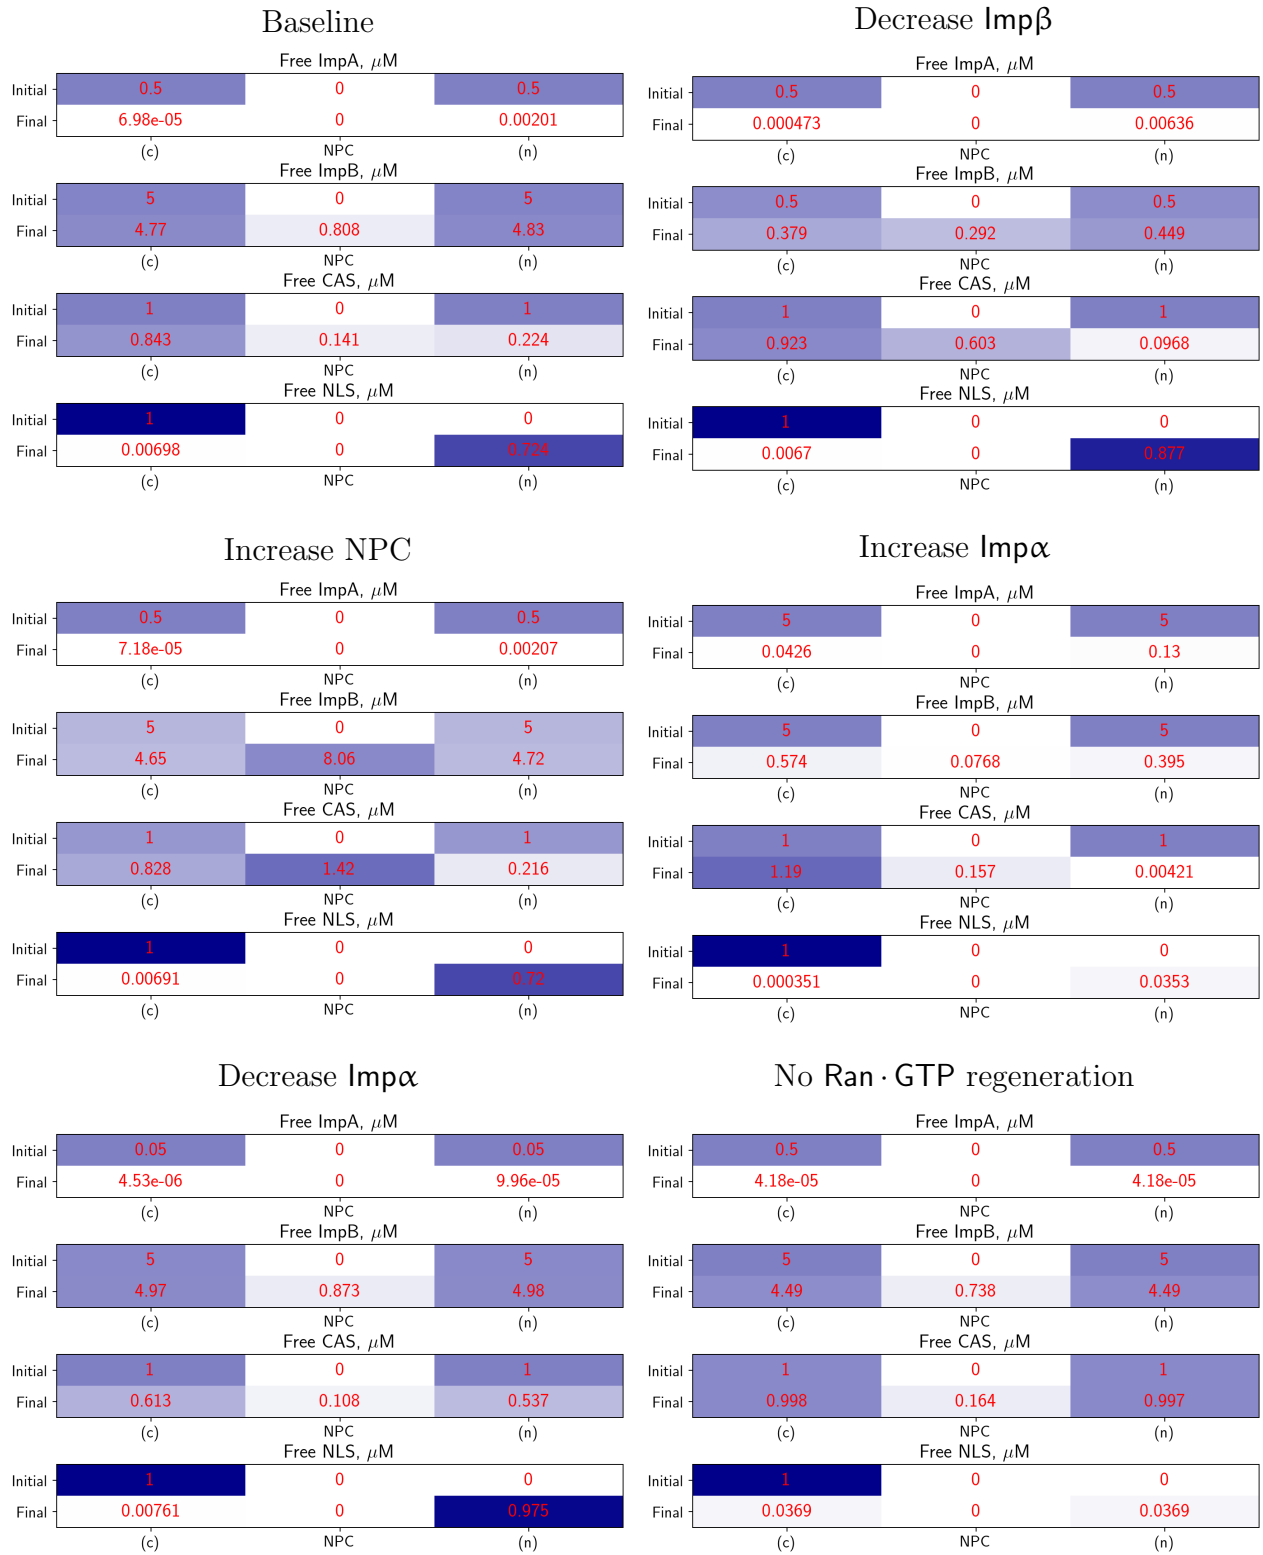 Baseline
Free ImpA, μM
Initial 0.5 0 0.5
Final 6.98e-05 0 0.00201
(c) NPC (n)
Free ImpB, μM
Initial 5 0 5
Final 4.77 0.808 4.83
(c) NPC (n)
Free CAS, μM
Initial 1 0 1
Final 0.843 0.141 0.224
(c) NPC (n)
Free NLS, μM
Initial 1 0 0
Final 0.00698 0 0.724
(c) NPC (n)
Decrease Impβ
Free ImpA, μM
Initial 0.5 0 0.5
Final 0.000473 0 0.00636
(c) NPC (n)
Free ImpB, μM
Initial 0.5 0 0.5
Final 0.379 0.292 0.449
(c) NPC (n)
Free CAS, μM
Initial 1 0 1
Final 0.923 0.603 0.0968
(c) NPC (n)
Free NLS, μM
Initial 1 0 0
Final 0.0067 0 0.877
(c) NPC (n)
Increase NPC
Free ImpA, μM
Initial 0.5 0 0.5
Final 7.18e-05 0 0.00207
(c) NPC (n)
Free ImpB, μM
Initial 5 0 5
Final 4.65 8.06 4.72
(c) NPC (n)
Free CAS, μM
Initial 1 0 1
Final 0.828 1.42 0.216
(c) NPC (n)
Free NLS, μM
Initial 1 0 0
Final 0.00691 0 0.72
(c) NPC (n)
Increase Impα
Free ImpA, μM
Initial 5 0 5
Final 0.0426 0 0.13
(c) NPC (n)
Free ImpB, μM
Initial 5 0 5
Final 0.574 0.0768 0.395
(c) NPC (n)
Free CAS, μM
Initial 1 0 1
Final 1.19 0.157 0.00421
(c) NPC (n)
Free NLS, μM
Initial 1 0 0
Final 0.000351 0 0.0353
(c) NPC (n)
Decrease Impα
Free ImpA, μM
Initial 0.05 0 0.05
Final 4.53e-06 0 9.96e-05
(c) NPC (n)
Free ImpB, μM
Initial 5 0 5
Final 4.97 0.873 4.98
(c) NPC (n)
Free CAS, μM
Initial 1 0 1
Final 0.613 0.108 0.537
(c) NPC (n)
Free NLS, μM
Initial 1 0 0
Final 0.00761 0 0.975
(c) NPC (n)
No Ran · GTP regeneration
Free ImpA, μM
Initial 0.5 0 0.5
Final 4.18e-05 0 4.18e-05
(c) NPC (n)
Free ImpB, μM
Initial 5 0 5
Final 4.49 0.738 4.49
(c) NPC (n)
Free CAS, μM
Initial 1 0 1
Final 0.998 0.164 0.997
(c) NPC (n)
Free NLS, μM
Initial 1 0 0
Final 0.0369 0 0.0369
(c) NPC (n)